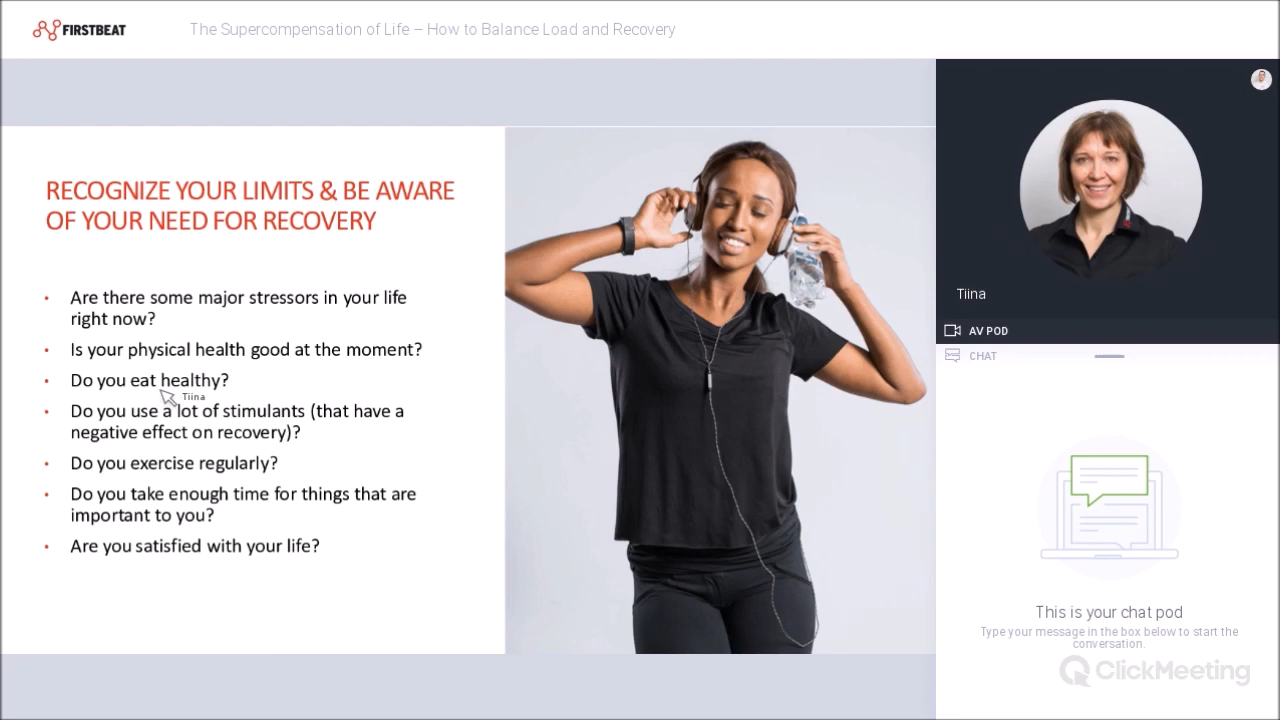 FIRSTBEAT
The Supercompensation of Life – How to Balance Load and Recovery
RECOGNIZE YOUR LIMITS & BE AWARE
OF YOUR NEED FOR RECOVERY
• Are there some major stressors in your life
right now?
• Is your physical health good at the moment?
• Do you eat healthy?
Tiina
• Do you use a lot of stimulants (that have a
negative effect on recovery)?
• Do you exercise regularly?
• Do you take enough time for things that are
important to you?
• Are you satisfied with your life?
Tiina
AV POD
CHAT
This is your chat pod
Type your message in the box below to start the
conversation.
ClickMeeting